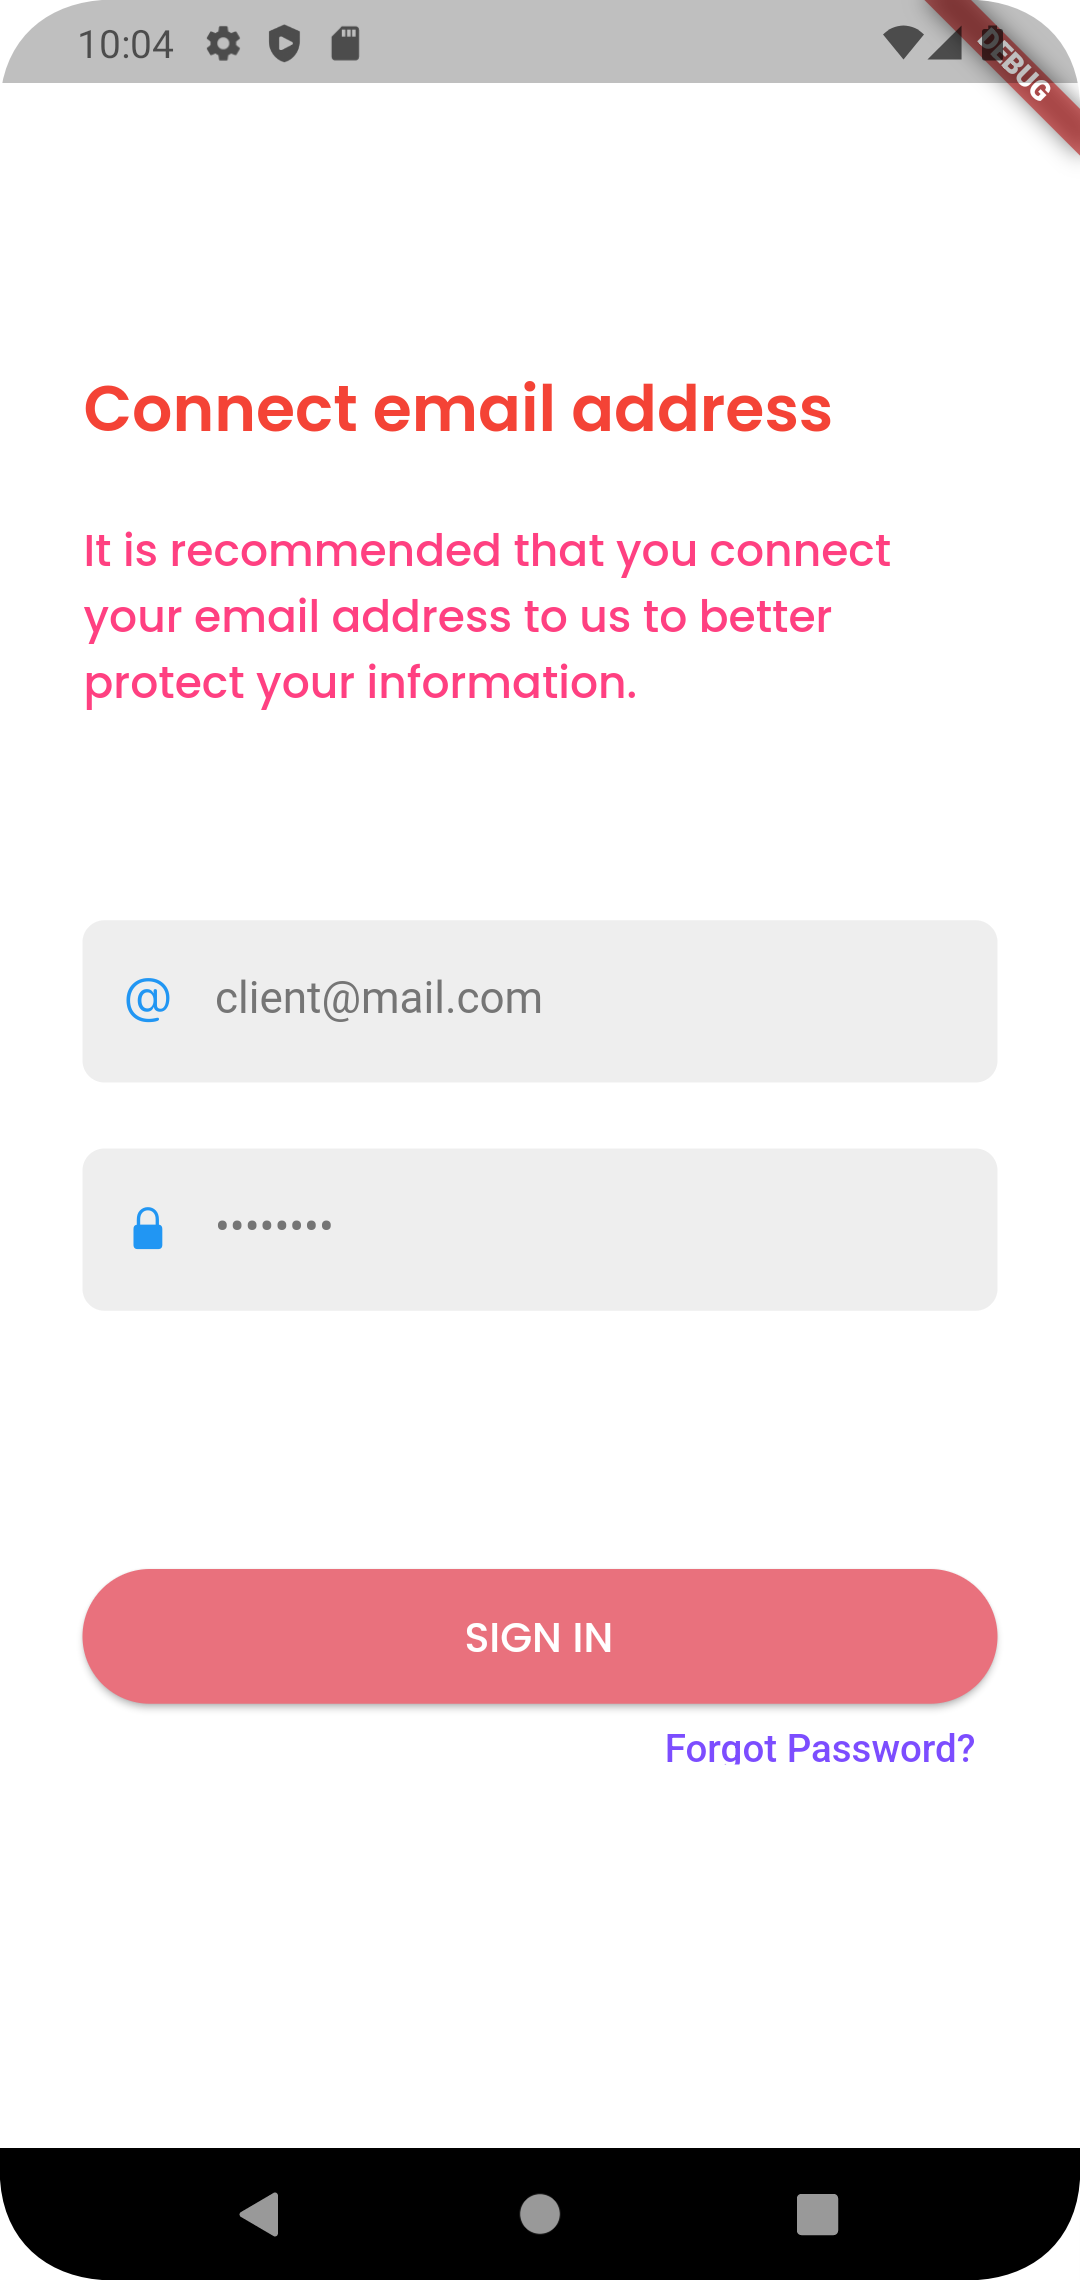 10:04
DEBUG
Connect email address
It is recommended that you connect
your email address to us to better
protect your information.
@ client@mail.com
••••••••
SIGN IN
Forgot Password?